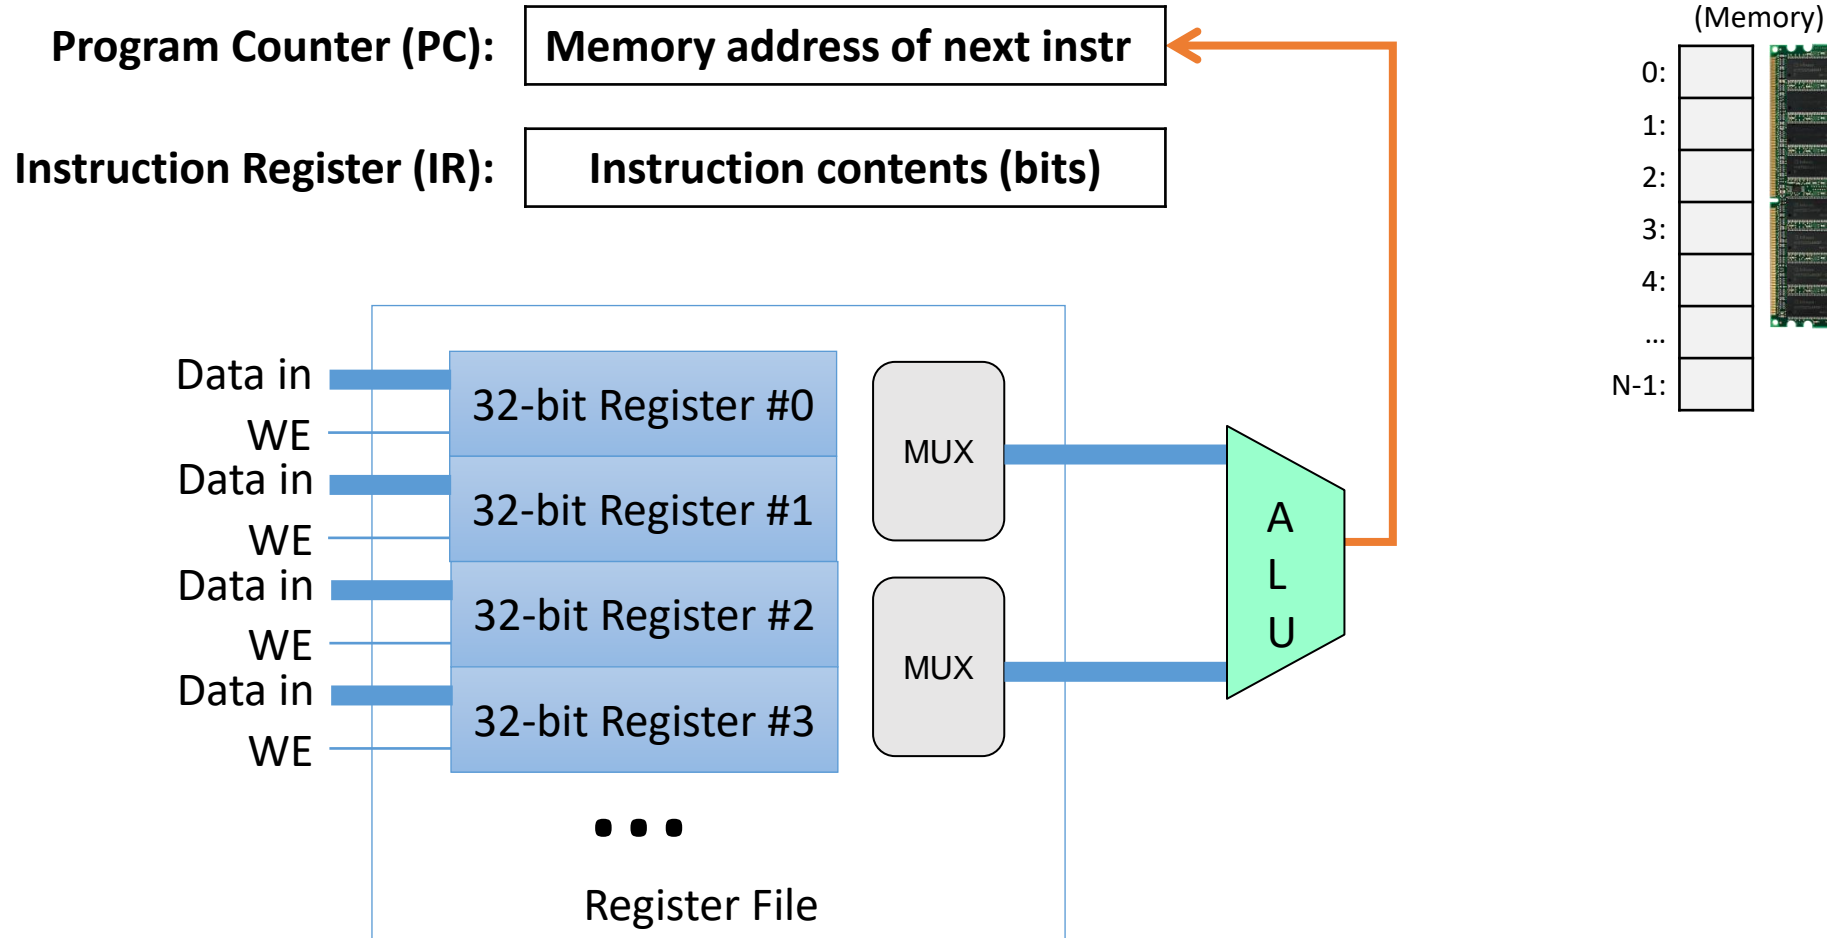 (Memory)
Program Counter (PC): Memory address of next instr
Instruction Register (IR): Instruction contents (bits)
0:
1:
2:
3:
4:
...
N-1:
Data in
WE
Data in
WE
Data in
WE
Data in
WE
32-bit Register #0
32-bit Register #1
32-bit Register #2
32-bit Register #3
...
Register File
MUX
MUX
A
L
U